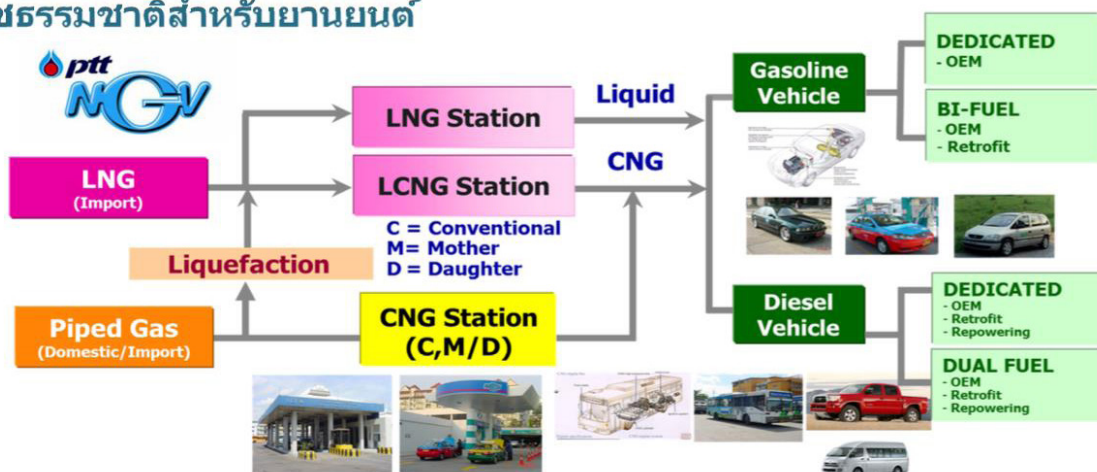 ชธรรมชาติสำหรับยานยนต์
ptt
NGV
LNG
(Import)
Liquefaction
Piped Gas
(Domestic/Import)
LNG Station
LCNG Station
C = Conventional
M= Mother
D = Daughter
CNG Station
(C,M/D)
Liquid
CNG
Gasoline
Vehicle
DEDICATED
- OEM
BI-FUEL
- OEM
- Retrofit
Diesel
Vehicle
DEDICATED
- OEM
- Retrofit
- Repowering
DUAL FUEL
- OEM
- Retrofit
- Repowering